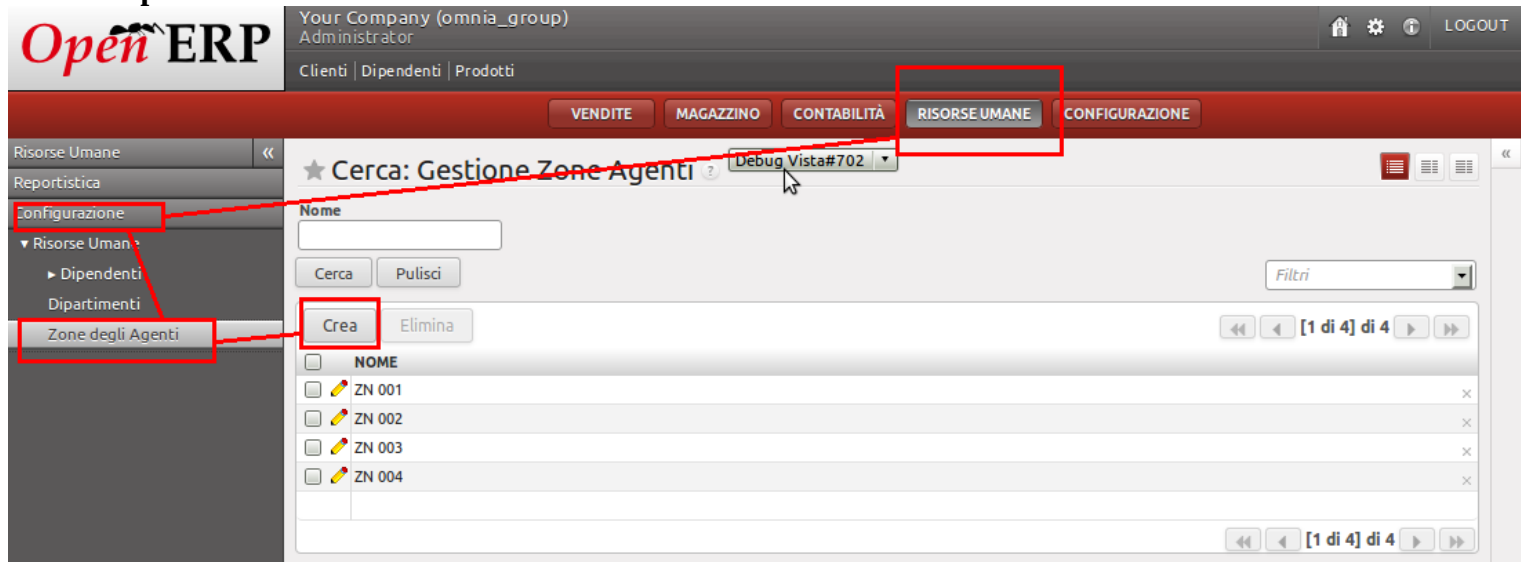 Open ERP
Your Company (omnia_group)
Administrator
LOGOUT
Clienti | Dipendenti | Prodotti
VENDITE MAGAZZINO CONTABILITÀ RISORSE UMANE CONFIGURAZIONE
Risorse Umane «
Reportistica
Configurazione
▾ Risorse Umane
▸ Dipendenti
Dipartimenti
Zone degli Agenti
Cerca: Gestione Zone Agenti ? Debug Vista#702
«
Nome
Cerca Pulisci
Filtri
Crea Elimina
[1 di 4] di 4
NOME
ZN 001
ZN 002
ZN 003
ZN 004
[1 di 4] di 4